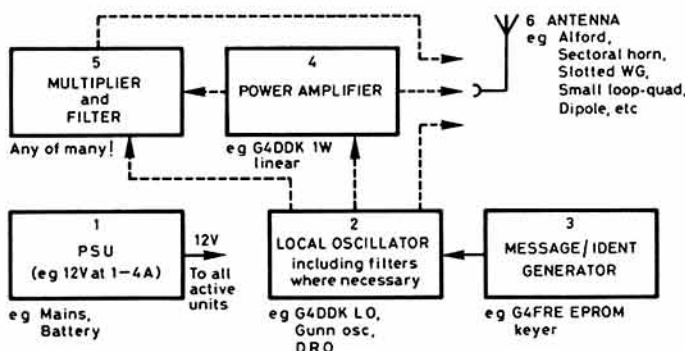 5
MULTIPLIER
and
FILTER
Any of many!
4
POWER AMPLIFIER
eg G4DDK 1W
linear
6 ANTENNA
eg Alford,
Sectoral horn,
Slotted WG,
Small loop-quad,
Dipole, etc
1
PSU
(eg 12V at 1-4A)
eg Mains,
Battery
12V
To all
active
units
2
LOCAL OSCILLATOR
including filters
where necessary
eg G4DDK LO,
Gunn osc,
DRO
3
MESSAGE/IDENT
GENERATOR
eg G4FRE EPROM
keyer